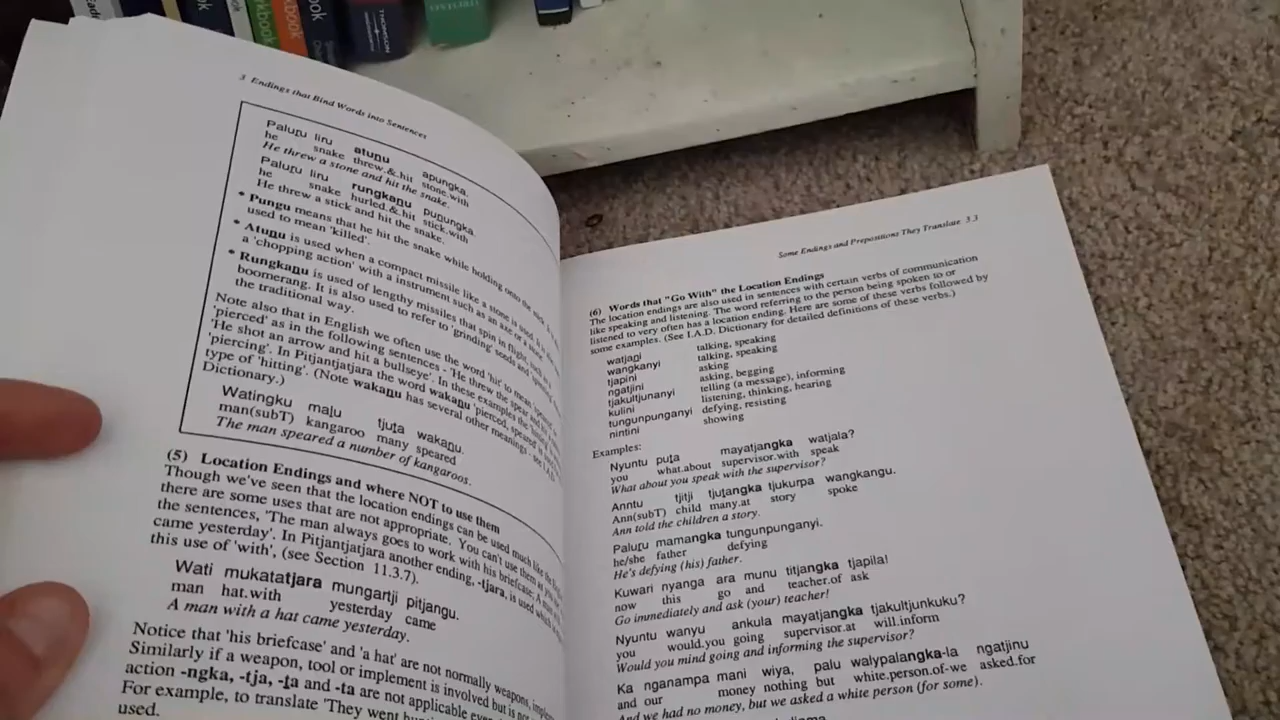 OXFORD
THOMSON
3 Endings that Bind Words into Sentences
Paluṟu liru atuṉu apungka.
he snake threw.&.hit stone.with
He threw a stone and hit the snake.
Paluṟu liru rungkaṉu puṉungka
he snake hurled.&.hit stick.with
He threw a stick and hit the snake.
• Pungu means that he hit the snake while holding onto the
used to mean 'killed'.
• Atuṉu is used when a compact missile like a stone is used.
a 'chopping action' with a instrument such as an axe or a
• Rungkaṉu is used of lengthy missiles that spin in flight,
boomerang. It is also used to refer to 'grinding' seeds and
the traditional way.
Note also that in English we often use the word 'hit' to mean
'pierced' as in the following sentences - 'He threw the spear and
'He shot an arrow and hit a bullseye'. In these examples the
'piercing'. In Pitjantjatjara the word wakaṉu 'pierced, speared
type of 'hitting'. (Note wakaṉu has several other meanings - see I.A.D.
Dictionary.)
Watingku maḻu tjuṯa wakaṉu.
man(subT) kangaroo many speared
The man speared a number of kangaroos.
(5) Location Endings and where NOT to use them
Though we've seen that the location endings can be used much like the
there are some uses that are not appropriate. You can't use them
the sentences, 'The man always goes to work with his briefcase. A man
came yesterday'. In Pitjantjatjara another ending, -tjara, is used
this use of 'with', (see Section 11.3.7).
Wati mukatatjara mungartji pitjangu.
man hat.with yesterday came
A man with a hat came yesterday.
Notice that 'his briefcase' and 'a hat' are not normally weapons,
Similarly if a weapon, tool or implement is involved but is not
action -ngka, -tja, -ṯa and -ta are not applicable
For example, to translate 'They went
used.
Some Endings and Prepositions They Translate 3.3
(6) Words that "Go With" the Location Endings
The location endings are also used in sentences with certain verbs of communication
like speaking and listening. The word referring to the person being spoken to or
listened to very often has a location ending. Here are some of these verbs followed by
some examples. (See I.A.D. Dictionary for detailed definitions of these verbs.)
watjaṉi talking, speaking
wangkanyi talking, speaking
tjapini asking
ngatjini asking, begging
tjakultjunanyi telling (a message), informing
kulini listening, thinking, hearing
tungunpunganyi defying, resisting
nintini showing
Examples:
Nyuntu puṯa mayatjangka watjala?
you what.about supervisor.with speak
What about you speak with the supervisor?
Anntu tjitji tjuṯangka tjukurpa wangkangu.
Ann(subT) child many.at story spoke
Ann told the children a story.
Paluṟu mamangka tungunpunganyi.
he/she father defying
He's defying (his) father.
Kuwari nyanga ara munu titjangka tjapila!
now this go and teacher.of ask
Go immediately and ask (your) teacher!
Nyuntu wanyu ankula mayatjangka tjakultjunkuku?
you would.you going supervisor.at will.inform
Would you mind going and informing the supervisor?
Ka nganampa mani wiya, palu walypalangka-la ngatjinu
and our money nothing but white.person.of-we asked.for
And we had no money, but we asked a white person (for some).